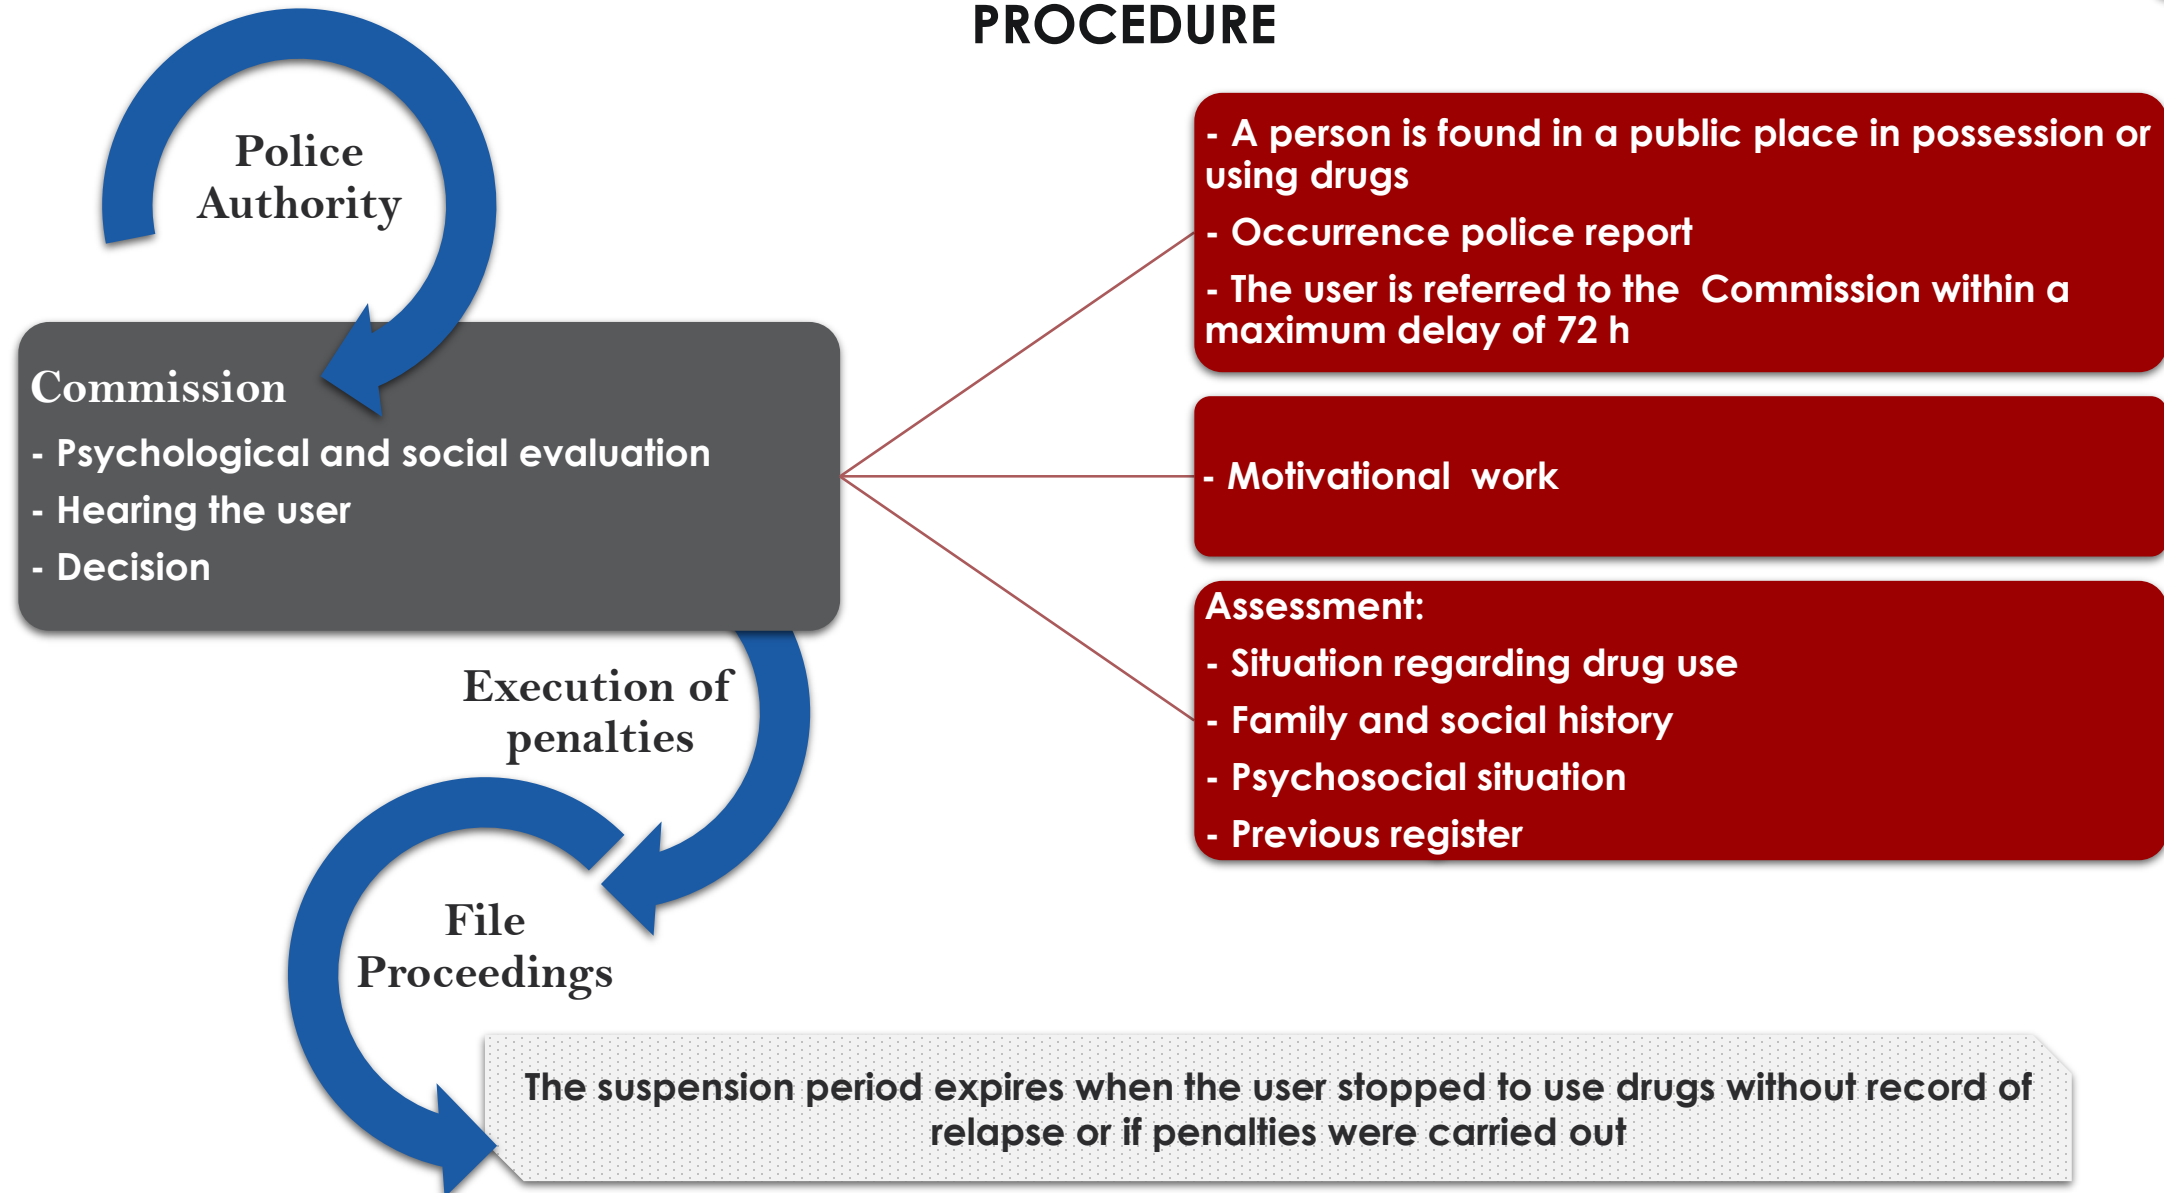 PROCEDURE
Police
Authority
Commission
- Psychological and social evaluation
- Hearing the user
- Decision
Execution of
penalties
File
Proceedings
- A person is found in a public place in possession or
using drugs
- Occurrence police report
- The user is referred to the  Commission within a
maximum delay of 72 h
- Motivational  work
Assessment:
- Situation regarding drug use
- Family and social history
- Psychosocial situation
- Previous register
The suspension period expires when the user stopped to use drugs without record of
relapse or if penalties were carried out